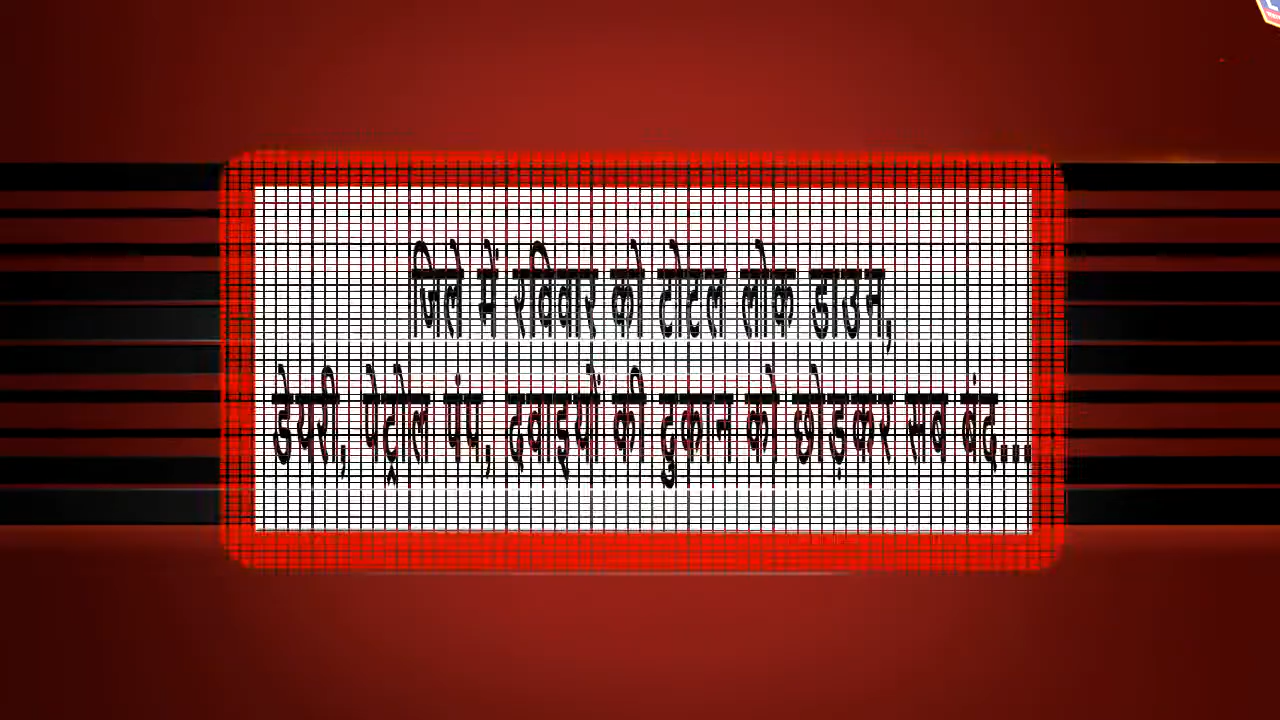 जिले में रविवार को टोटल लोक डाउन,
डेयरी, पेट्रोल पंप, दवाइयों की दुकान को छोड़कर सब बंद...